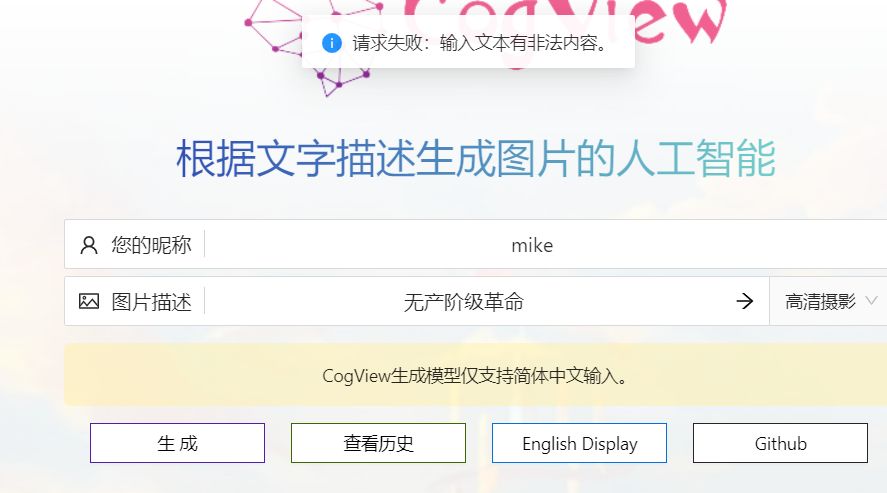 CogView
请求失败：输入文本有非法内容。
根据文字描述生成图片的人工智能
您的昵称 mike
图片描述 无产阶级革命 高清摄影
CogView生成模型仅支持简体中文输入。
生 成 查看历史 English Display Github